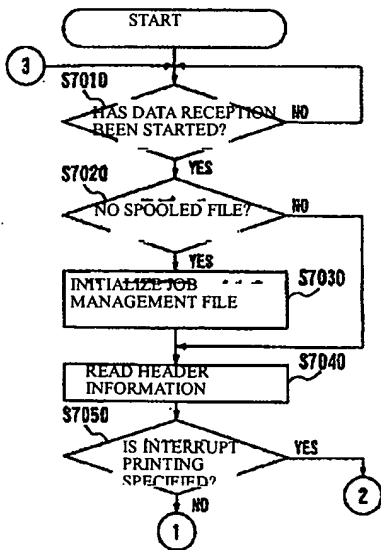 START
3
S7010
HAS DATA RECEPTION
BEEN STARTED?
NO
YES
S7020
NO SPOOLED FILE?
NO
YES
INITIALIZE JOB
MANAGEMENT FILE
S7030
READ HEADER
INFORMATION
S7040
S7050
IS INTERRUPT
PRINTING
SPECIFIED?
YES
2
NO
1